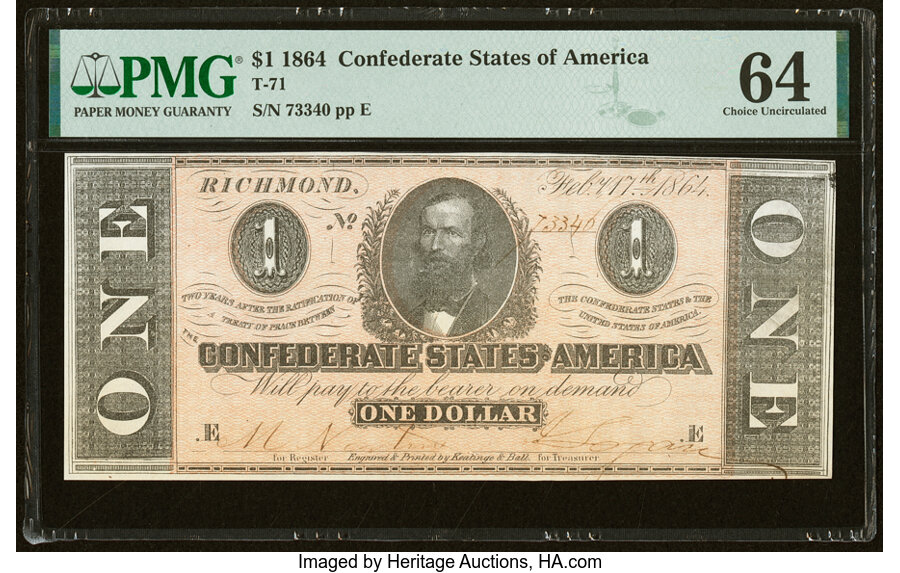 PMG®
PAPER MONEY GUARANTY
$1 1864 Confederate States of America
T-71
S/N 73340 pp E
64
Choice Uncirculated
RICHMOND.
Feby 17th 1864.
No 73340
ONE
1
1
ONE
TWO YEARS AFTER THE RATIFICATION OF
A TREATY OF PEACE BETWEEN
THE CONFEDERATE STATES & THE
UNITED STATES OF AMERICA.
THE
CONFEDERATE STATES OF AMERICA
Will pay to the bearer on demand
ONE DOLLAR
.E
.E
for Register
Engraved & Printed by Keatinge & Ball.
for Treasurer.
Imaged by Heritage Auctions, HA.com